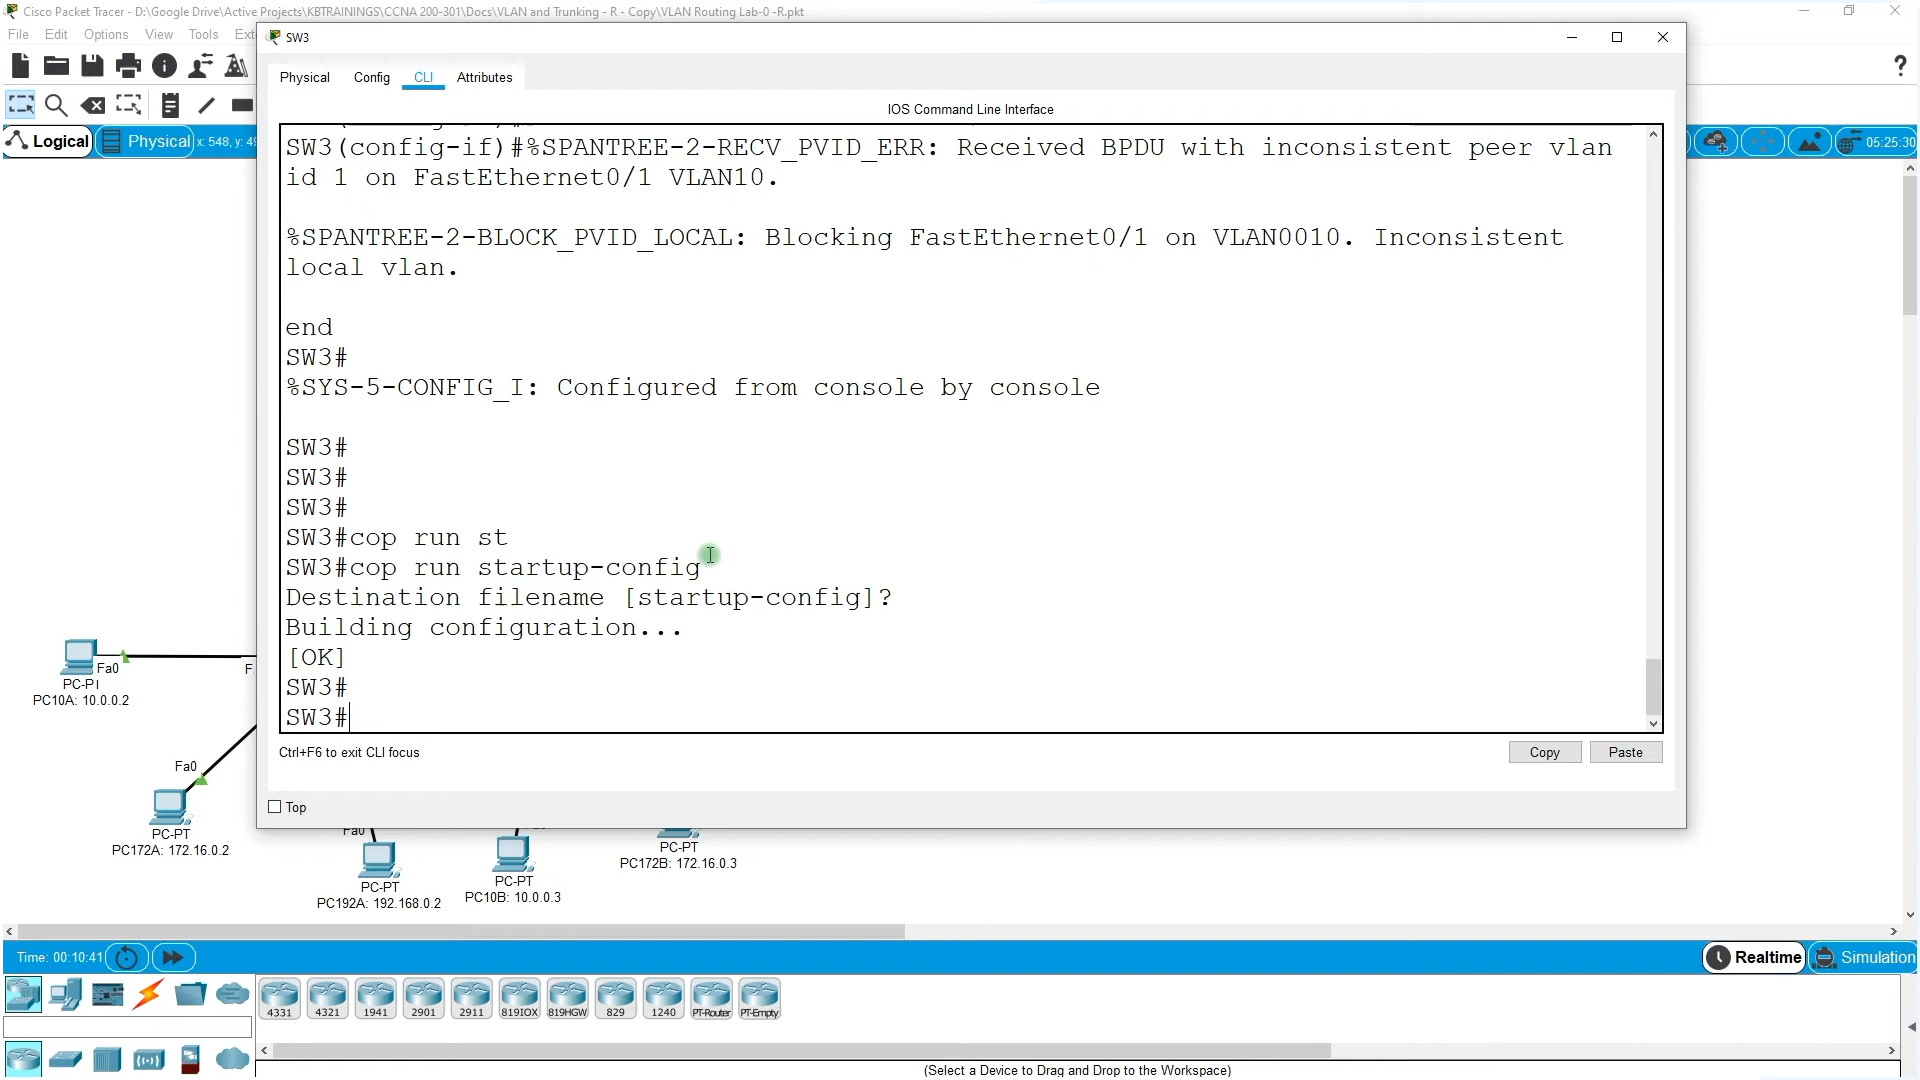 Cisco Packet Tracer - D:\Google Drive\Active Projects\KBTRAININGS\CCNA 200-301\Docs\VLAN and Trunking - R - Copy\VLAN Routing Lab-0 -R.pkt
File Edit Options View Tools Ext
SW3
?
Physical Config CLI Attributes
IOS Command Line Interface
Logical Physical x: 548, y: 49
05:25:30
SW3(config-if)#%SPANTREE-2-RECV_PVID_ERR: Received BPDU with inconsistent peer vlan
id 1 on FastEthernet0/1 VLAN10.
%SPANTREE-2-BLOCK_PVID_LOCAL: Blocking FastEthernet0/1 on VLAN0010. Inconsistent
local vlan.
end
SW3#
%SYS-5-CONFIG_I: Configured from console by console
SW3#
SW3#
SW3#
SW3#cop run st
SW3#cop run startup-config
Destination filename [startup-config]?
Building configuration...
[OK]
SW3#
SW3#
Ctrl+F6 to exit CLI focus
Copy Paste
Top
Fa0
F
PC-PT
PC10A: 10.0.0.2
Fa0
PC-PT
PC172A: 172.16.0.2
Fa0
PC-PT
PC192A: 192.168.0.2
PC-PT
PC10B: 10.0.0.3
PC-PT
PC172B: 172.16.0.3
Time: 00:10:41
Realtime Simulation
4331 4321 1941 2901 2911 819IOX 819HGW 829 1240 PT-Router PT-Empty
(Select a Device to Drag and Drop to the Workspace)